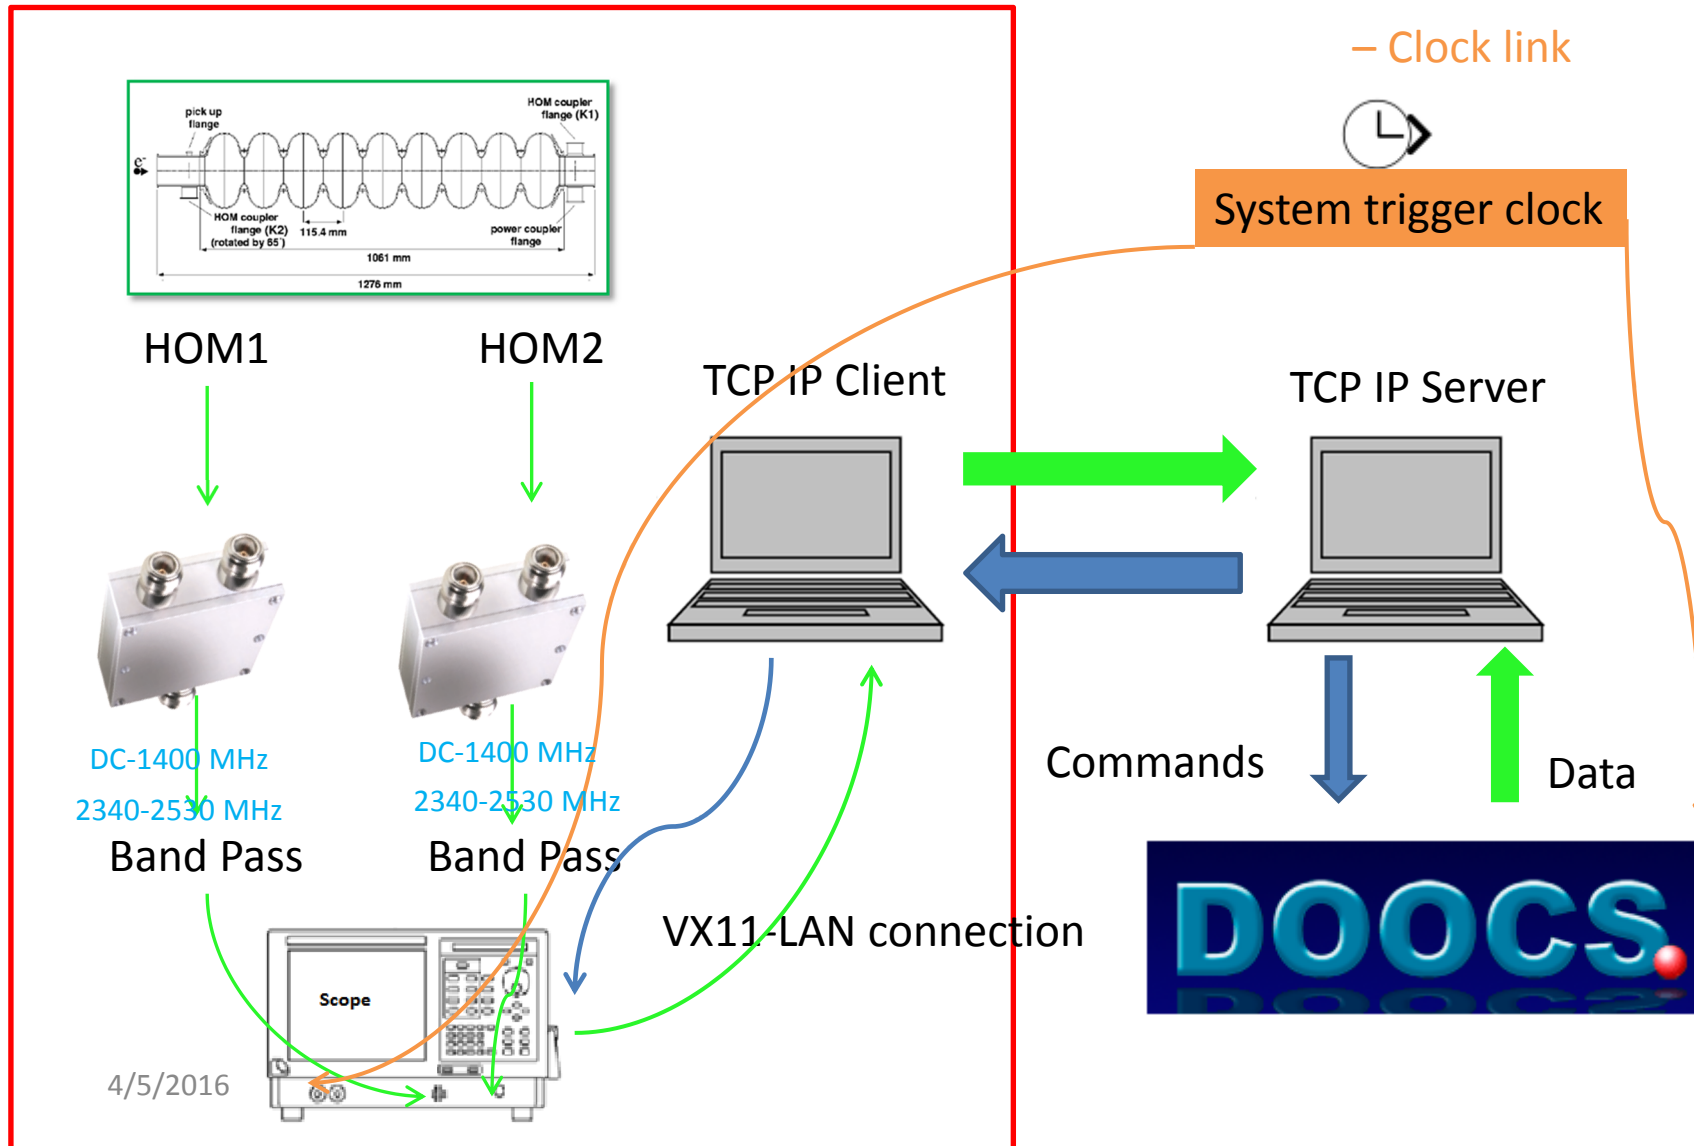 – Clock link
pick up
flange
HOM coupler
flange (K1)
e-
HOM coupler
flange (K2)
(rotated by 65°)
115.4 mm
power coupler
flange
1061 mm
1276 mm
System trigger clock
HOM1
HOM2
TCP IP Client
TCP IP Server
DC-1400 MHz
2340-2530 MHz
Band Pass
DC-1400 MHz
2340-2530 MHz
Band Pass
Commands
Data
VX11-LAN connection
DOOCS.
Scope
4/5/2016